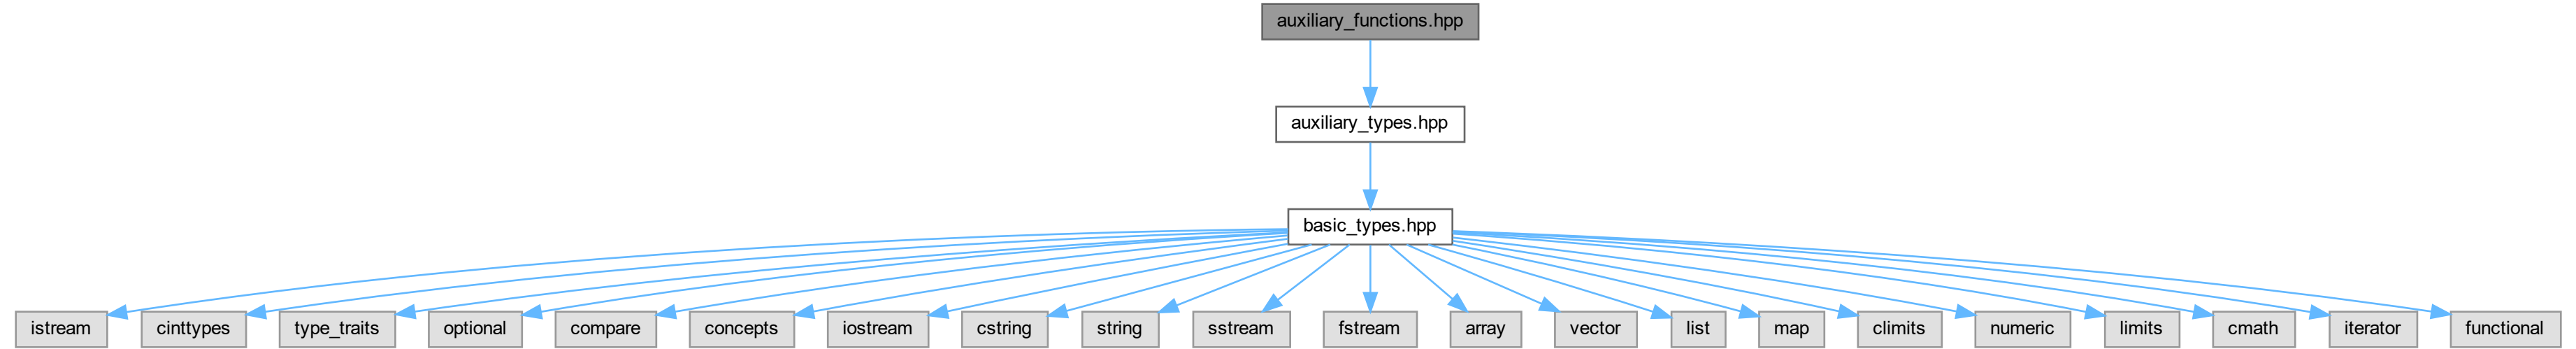 auxiliary_functions.hpp
auxiliary_types.hpp
basic_types.hpp
istream
cinttypes
type_traits
optional
compare
concepts
iostream
cstring
string
sstream
fstream
array
vector
list
map
climits
numeric
limits
cmath
iterator
functional